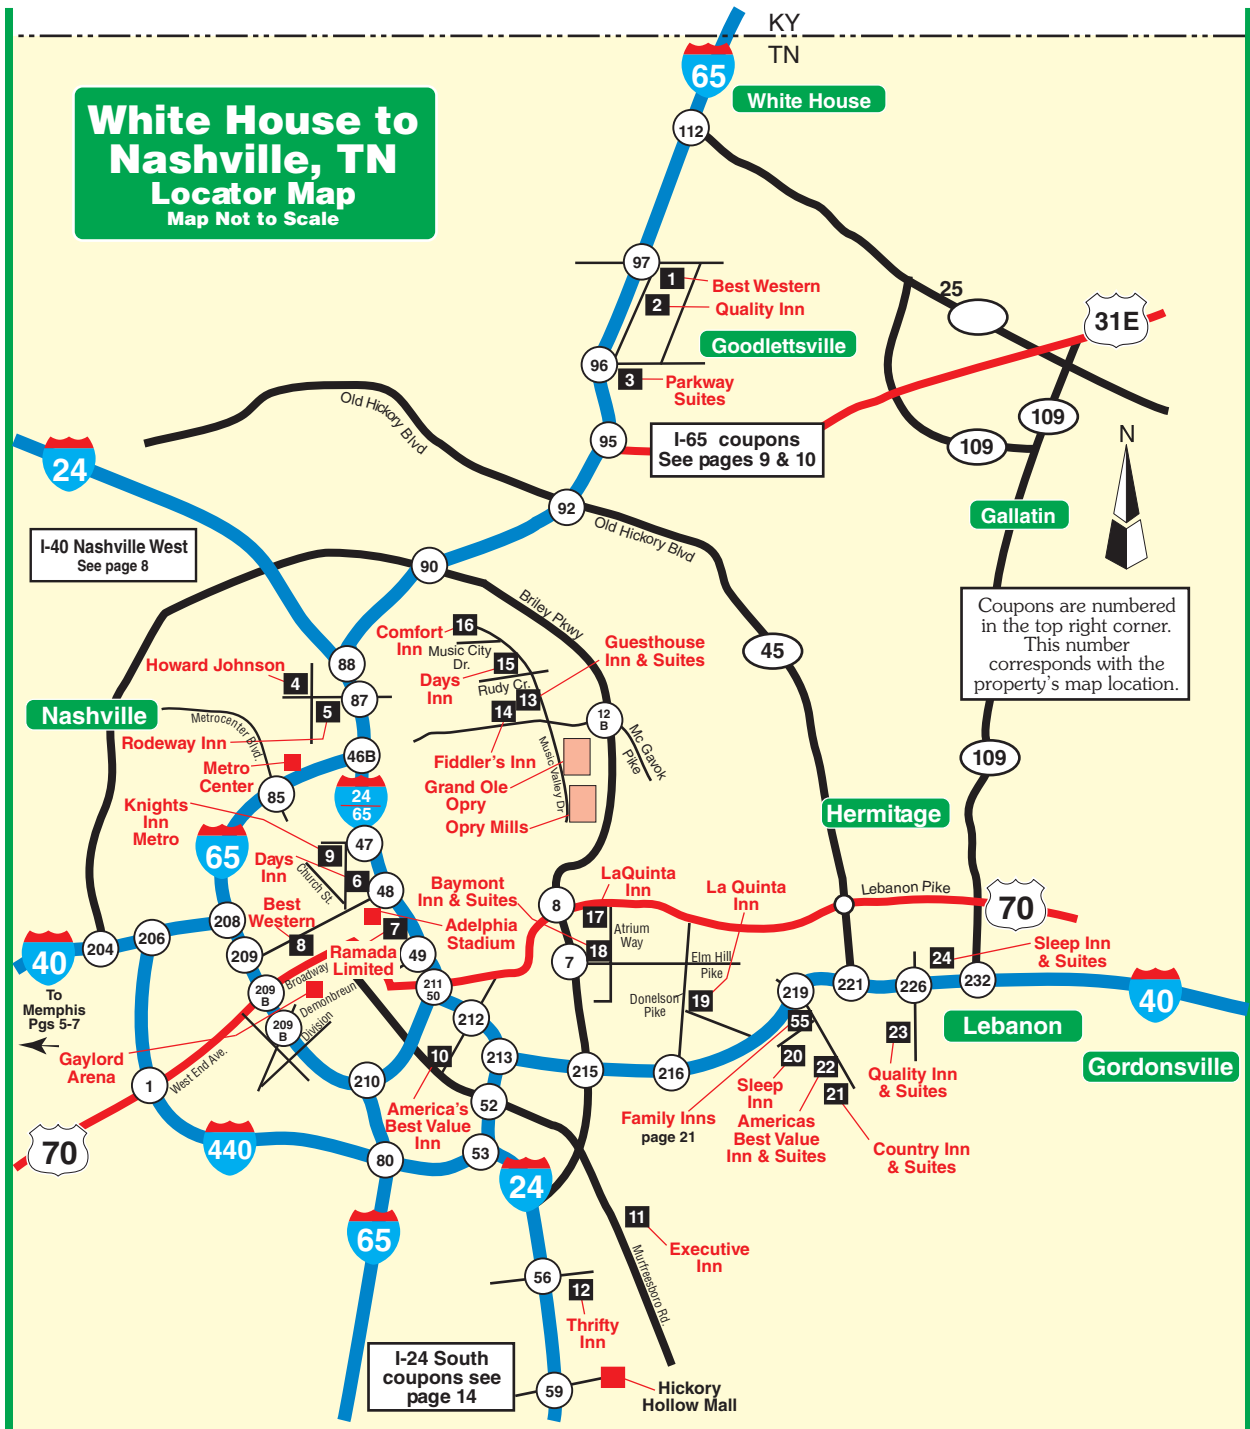 KY
TN
65
White House
White House to
Nashville, TN
Locator Map
Map Not to Scale
112
97
1
Best Western
2
Quality Inn
25
31E
Goodlettsville
96
3
Parkway
Suites
Old Hickory Blvd
109
109
95
I-65 coupons
See pages 9 & 10
N
24
92
Gallatin
Old Hickory Blvd
I-40 Nashville West
See page 8
90
Coupons are numbered
in the top right corner.
This number
corresponds with the
property's map location.
Briley Pkwy
16
Comfort
Inn
Music City
Dr.
15
Guesthouse
Inn & Suites
45
88
Howard Johnson
4
Days
Inn
Rudy Cr.
13
87
Nashville
5
14
12
B
Metrocenter Blvd.
Rodeway Inn
Mc Gavok
Pike
46B
109
Metro
Center
Fiddler's Inn
Music Valley Dr
Grand Ole
Opry
85
24
65
Knights
Inn
Metro
Hermitage
Opry Mills
65
47
9
Days
Inn
6
Church St.
48
Baymont
Inn & Suites
LaQuinta
Inn
La Quinta
Inn
Lebanon Pike
70
8
17
Best
Western
208
7
Adelphia
Stadium
Atrium
Way
206
204
8
209
Ramada
Limited
49
18
24
Sleep Inn
& Suites
40
7
Elm Hill
Pike
Broadway
209
B
211
50
219
221
226
232
40
To
Memphis
Pgs 5-7
Demonbreun
Donelson
Pike
19
Division
209
B
212
55
23
Lebanon
Gaylord
Arena
10
213
20
22
Gordonsville
West End Ave.
1
210
215
216
Sleep
Inn
21
Quality Inn
& Suites
America's
Best Value
Inn
52
Family Inns
page 21
Americas
Best Value
Inn & Suites
70
440
80
53
Country Inn
& Suites
24
65
11
Executive
Inn
Murfreesboro Rd.
56
12
Thrifty
Inn
I-24 South
coupons see
page 14
59
Hickory
Hollow Mall